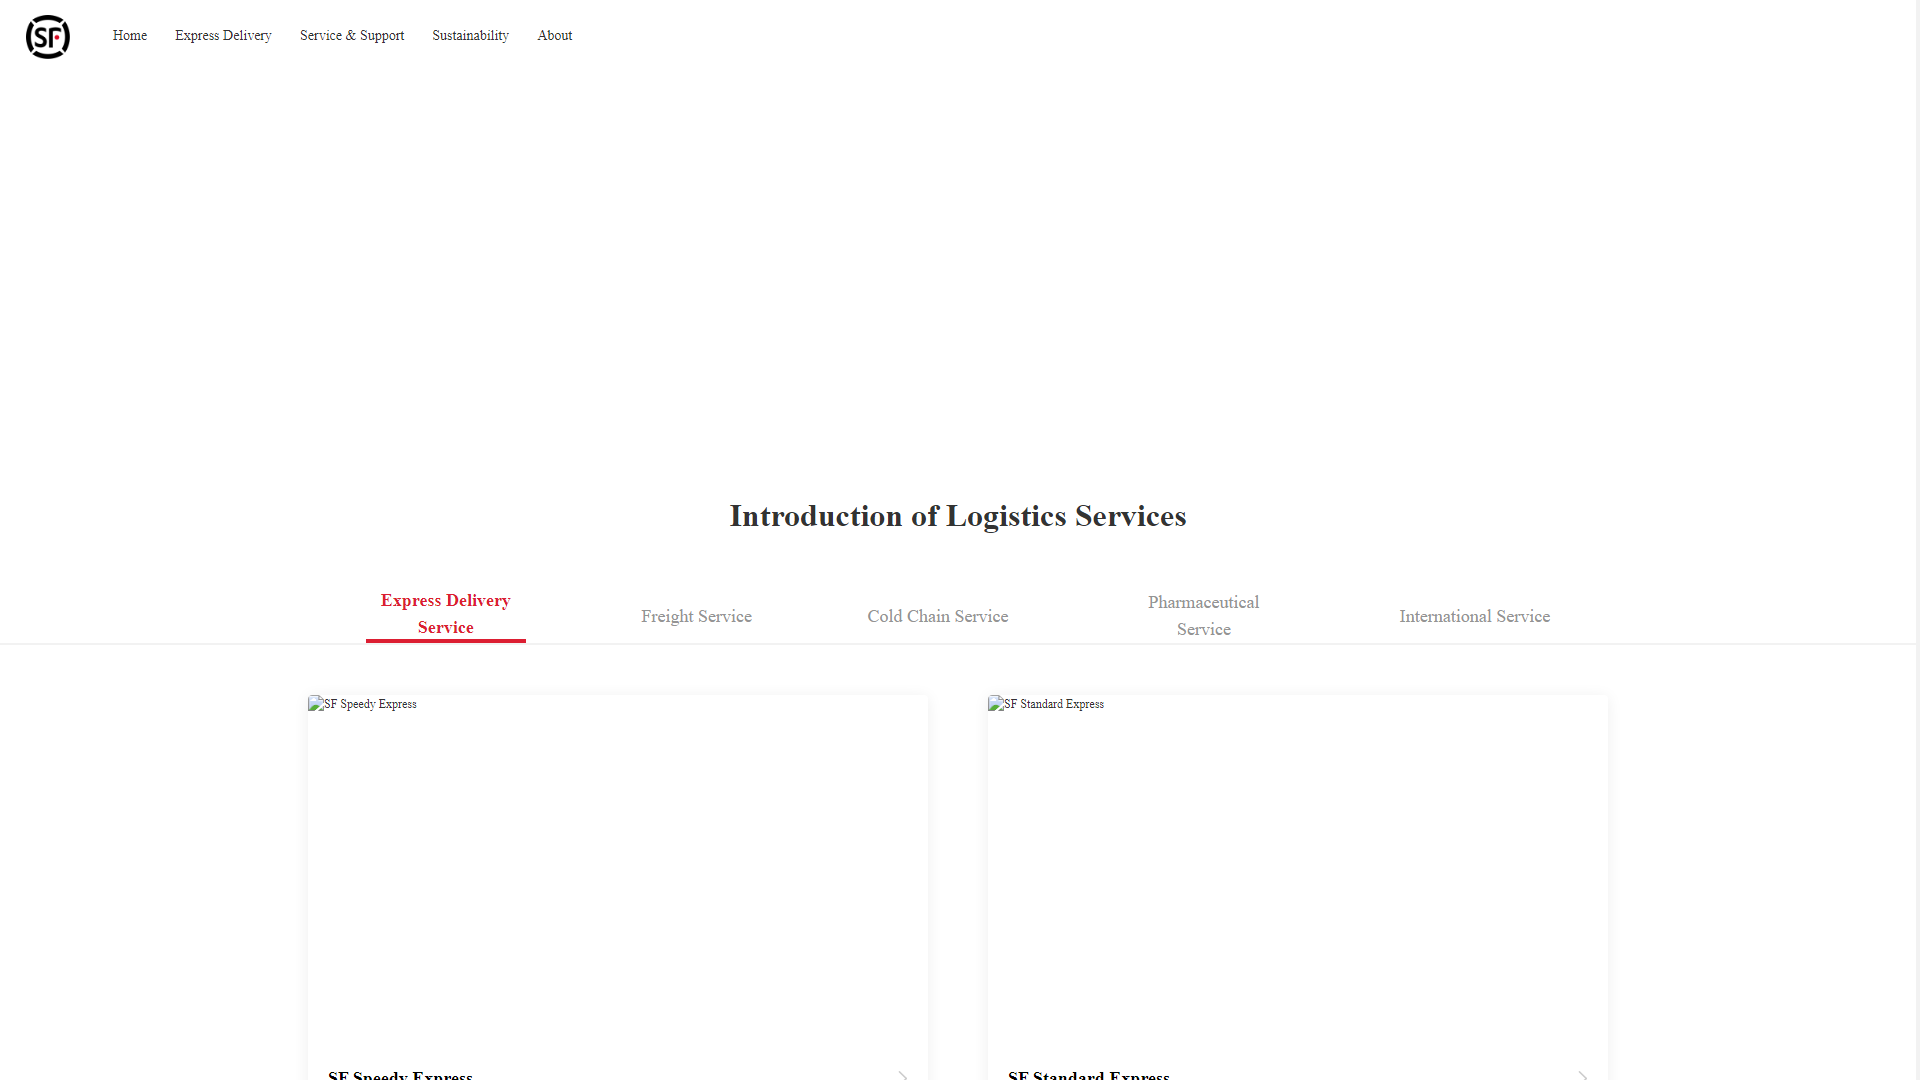 SF
Home
Express Delivery
Service & Support
Sustainability
About
Introduction of Logistics Services
Express Delivery
Service
Freight Service
Cold Chain Service
Pharmaceutical
Service
International Service
SF Speedy Express
SF Standard Express
SF Speedy Express
SF Standard Express